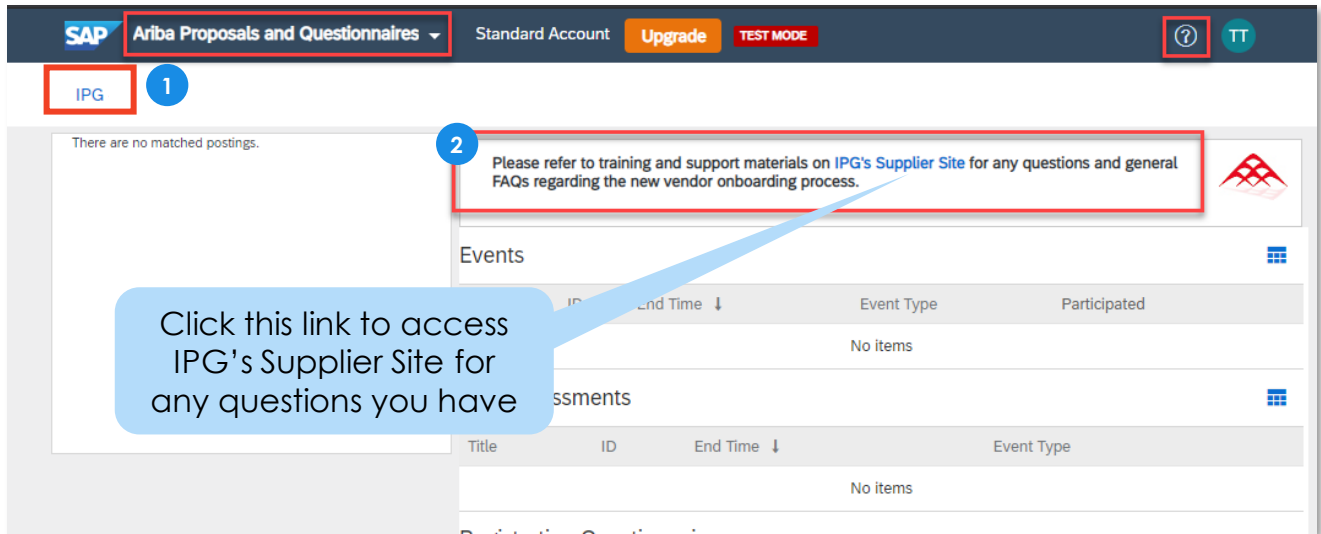 SAP Ariba Proposals and Questionnaires Standard Account Upgrade TEST MODE ? TT
IPG 1
There are no matched postings.
2
Please refer to training and support materials on IPG's Supplier Site for any questions and general
FAQs regarding the new vendor onboarding process.
Events
End Time ↓ Event Type Participated
No items
Click this link to access
IPG’s Supplier Site for
any questions you have
Title ID End Time ↓ Event Type
No items